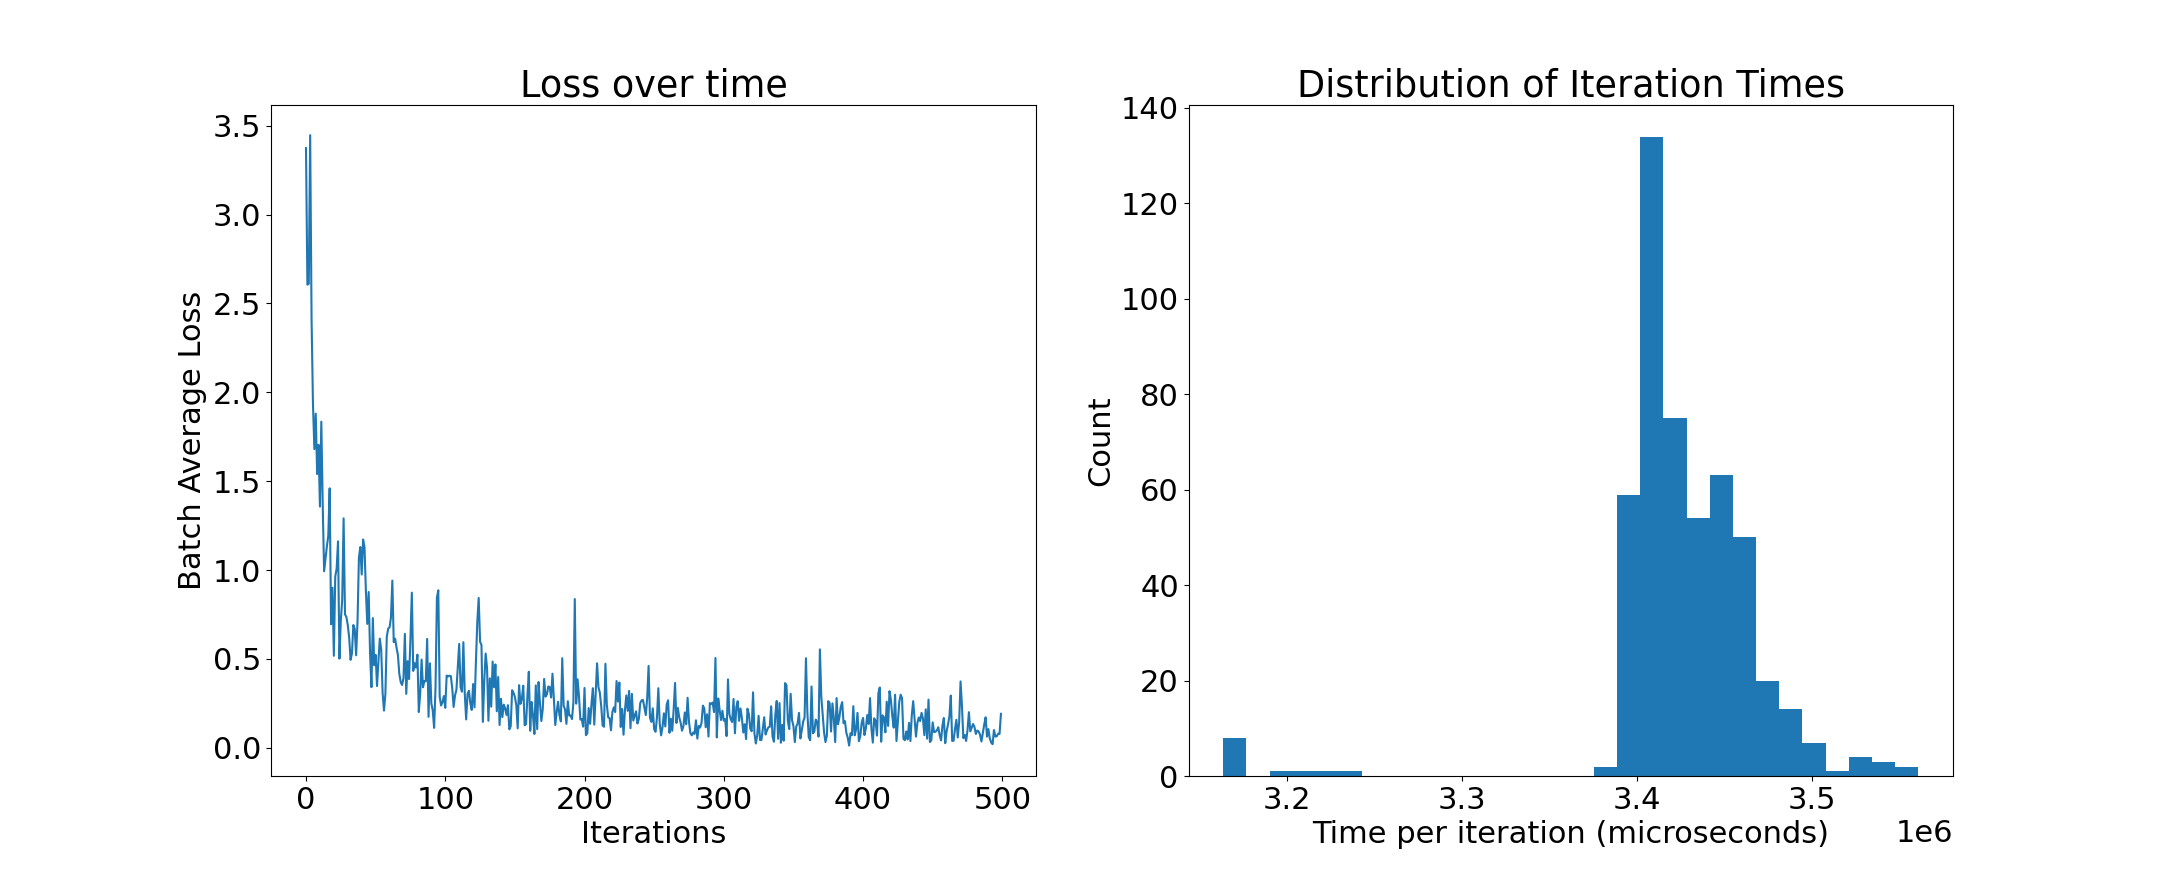 Loss over time
3.5
3.0
2.5
2.0
1.5
1.0
0.5
0.0
Batch Average Loss
0 100 200 300 400 500
Iterations
Distribution of Iteration Times
140
120
100
80
60
40
20
0
Count
3.2 3.3 3.4 3.5
Time per iteration (microseconds) 1e6